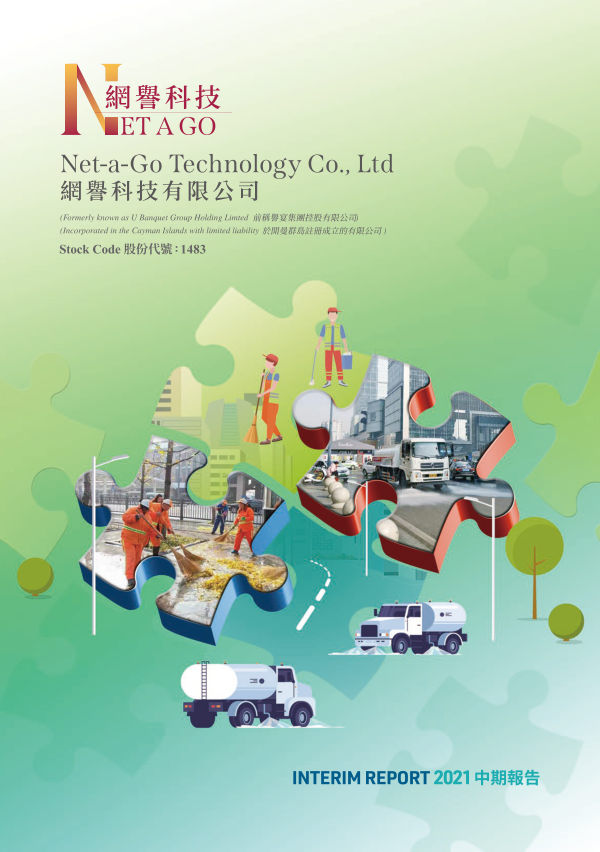 網譽科技
NET A GO
Net-a-Go Technology Co., Ltd
網譽科技有限公司
(Formerly known as U Banquet Group Holding Limted 前稱譽宴集團控股有限公司)
(Incorporated in the Cayman Islands with limited liability 於開曼群島註冊成立的有限公司)
Stock Code 股份代號：1483
INTERIM REPORT 2021 中期報告